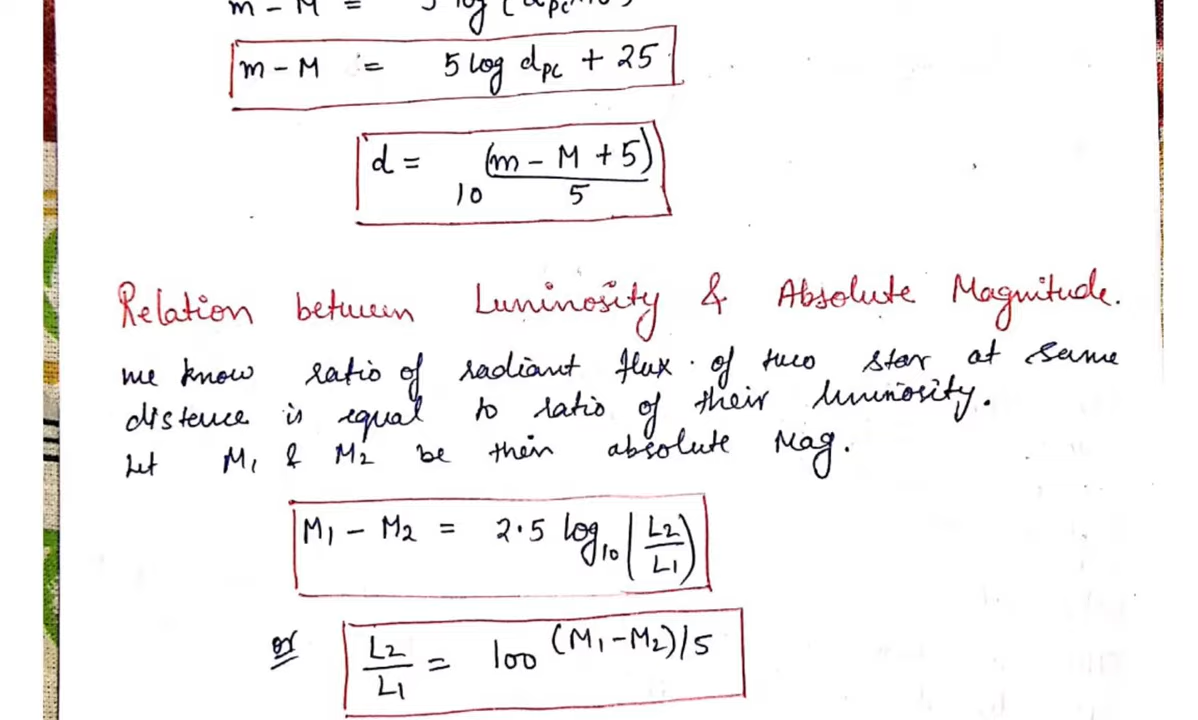 m - M =
m - M = 5 log dpc + 25
d = 10 (m - M + 5)/5
Relation between Luminosity & Absolute Magnitude.
we know ratio of radiant flux of two star at same
distence is equal to ratio of their luminosity.
Let M1 & M2 be their absolute Mag.
M1 - M2 = 2.5 log10 (L2/L1)
or L2/L1 = 100 (M1-M2)/5